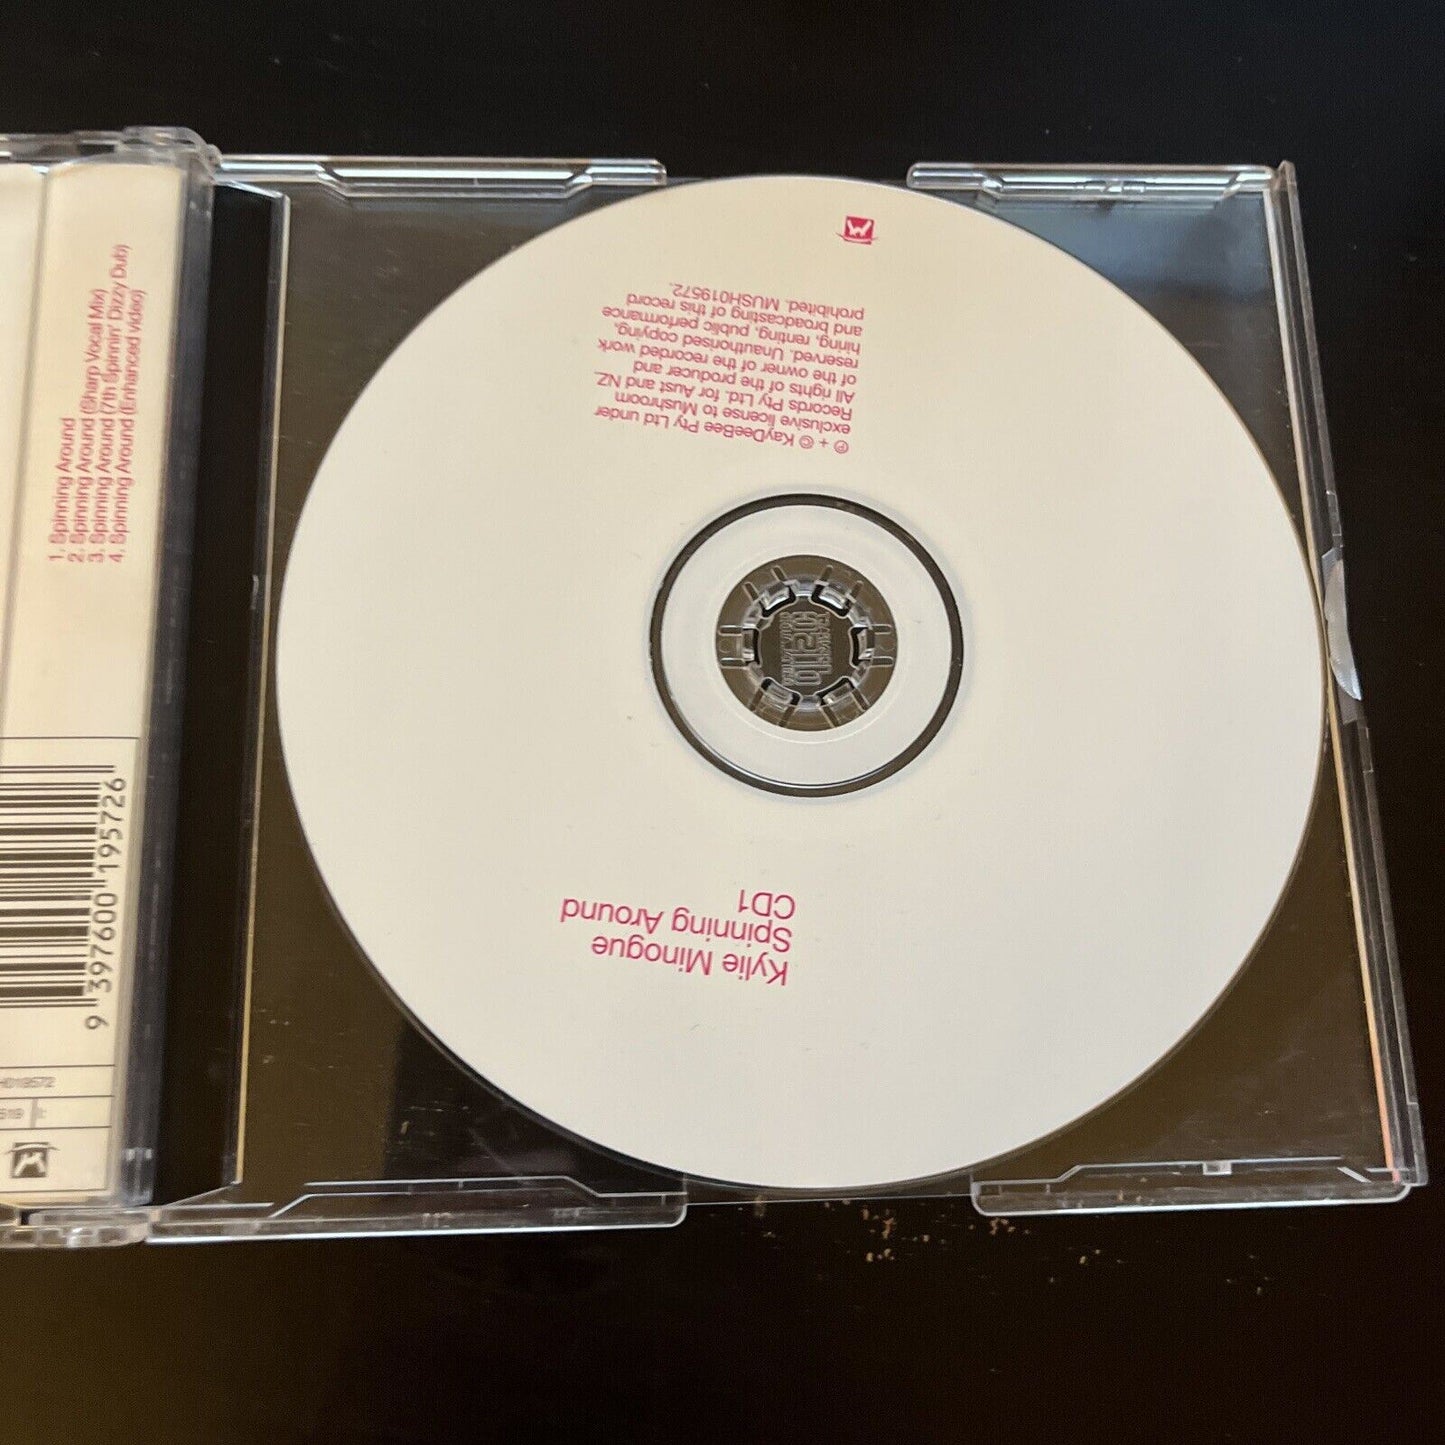 1. Spinning Around
2. Spinning Around (Sharp Vocal Mix)
3. Spinning Around (7th Spinnin' Dizzy Dub)
4. Spinning Around (Enhanced video)
9 397600 195726
H019572
Kylie Minogue
Spinning Around
CD1
℗ + © KayDeeBee Pty Ltd under
exclusive license to Mushroom
Records Pty Ltd. for Aust and NZ.
All rights of the producer and
of the owner of the recorded work
reserved. Unauthorised copying,
hiring, renting, public performance
and broadcasting of this record
prohibited. MUSH019572.